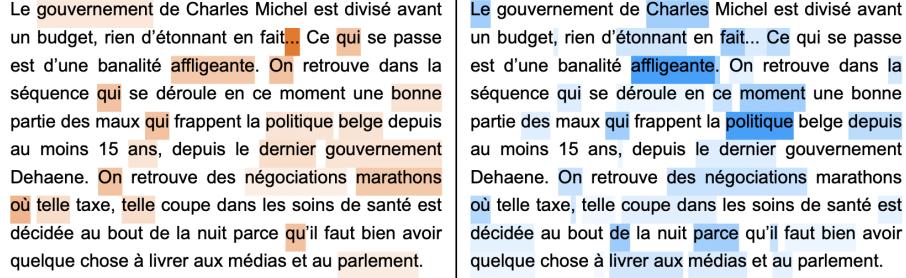 Le gouvernement de Charles Michel est divisé avant
un budget, rien d’étonnant en fait... Ce qui se passe
est d’une banalité affligeante. On retrouve dans la
séquence qui se déroule en ce moment une bonne
partie des maux qui frappent la politique belge depuis
au moins 15 ans, depuis le dernier gouvernement
Dehaene. On retrouve des négociations marathons
où telle taxe, telle coupe dans les soins de santé est
décidée au bout de la nuit parce qu’il faut bien avoir
quelque chose à livrer aux médias et au parlement.
Le gouvernement de Charles Michel est divisé avant
un budget, rien d’étonnant en fait... Ce qui se passe
est d’une banalité affligeante. On retrouve dans la
séquence qui se déroule en ce moment une bonne
partie des maux qui frappent la politique belge depuis
au moins 15 ans, depuis le dernier gouvernement
Dehaene. On retrouve des négociations marathons
où telle taxe, telle coupe dans les soins de santé est
décidée au bout de la nuit parce qu’il faut bien avoir
quelque chose à livrer aux médias et au parlement.